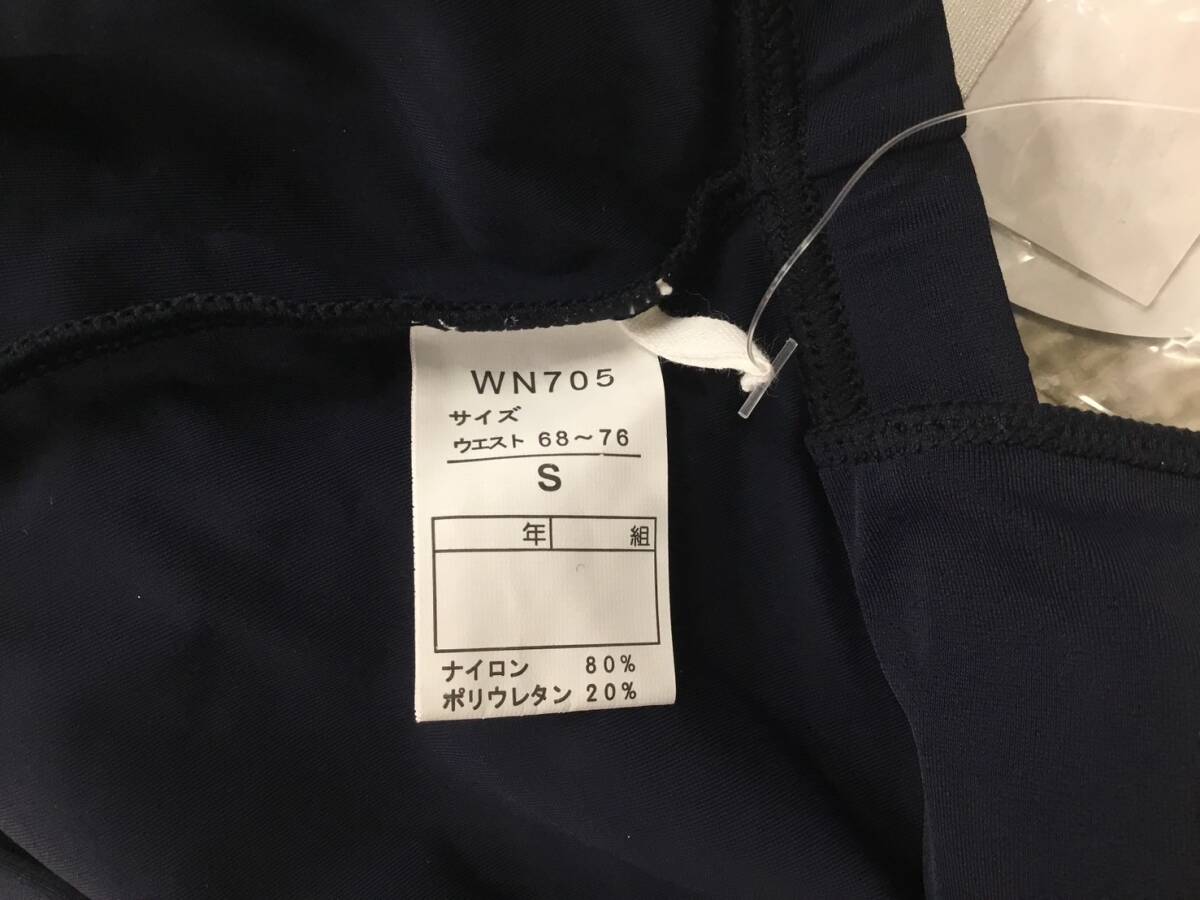 WN705
サイズ
ウエスト 68～76
S
年 組
ナイロン 80%
ポリウレタン 20%